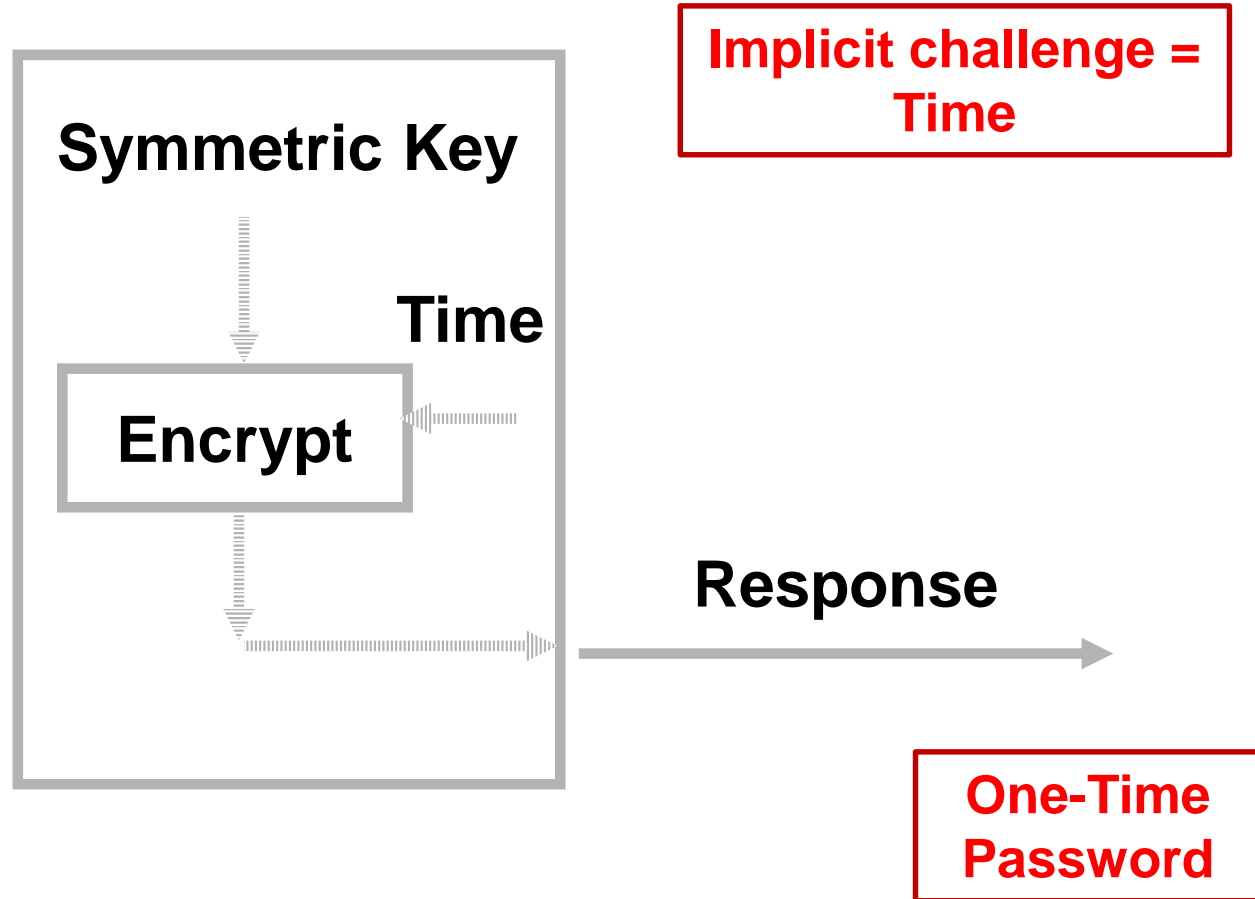 Implicit challenge =
Time
Symmetric Key
Time
Encrypt
Response
One-Time
Password